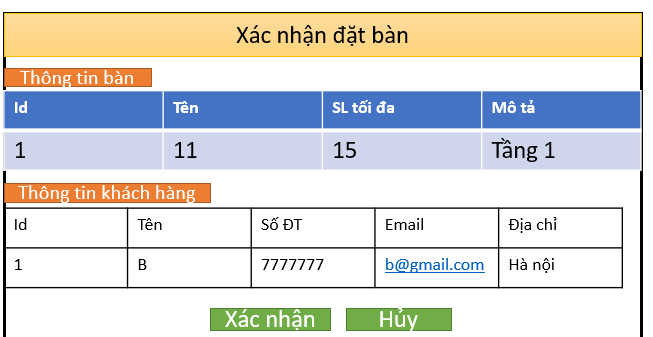 Xác nhận đặt bàn
Thông tin bàn
Id Tên SL tối đa Mô tả
1 11 15 Tầng 1
Thông tin khách hàng
Id Tên Số ĐT Email Địa chỉ
1 B 7777777 b@gmail.com Hà nội
Xác nhận Hủy